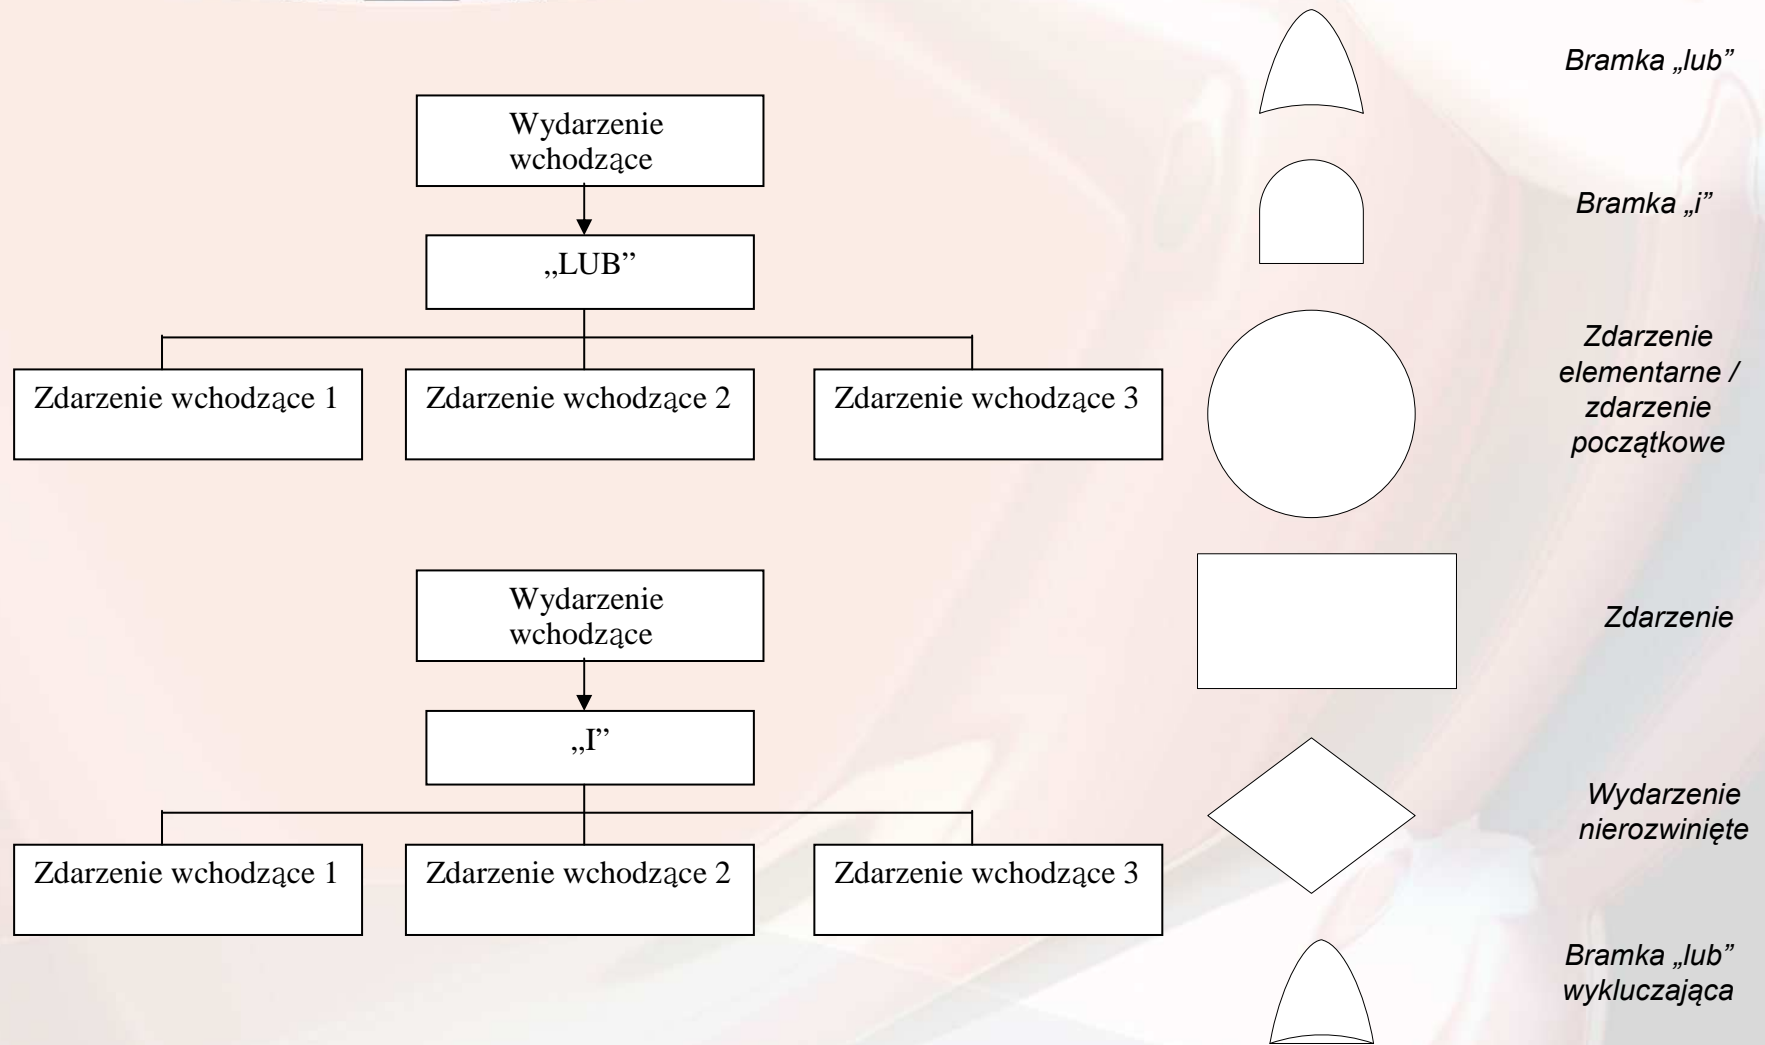 Wydarzenie
wchodzące
„LUB”
Zdarzenie wchodzące 1
Zdarzenie wchodzące 2
Zdarzenie wchodzące 3
Wydarzenie
wchodzące
„I”
Zdarzenie wchodzące 1
Zdarzenie wchodzące 2
Zdarzenie wchodzące 3
Bramka „lub”
Bramka „i”
Zdarzenie
elementarne /
zdarzenie
początkowe
Zdarzenie
Wydarzenie
nierozwinięte
Bramka „lub”
wykluczająca